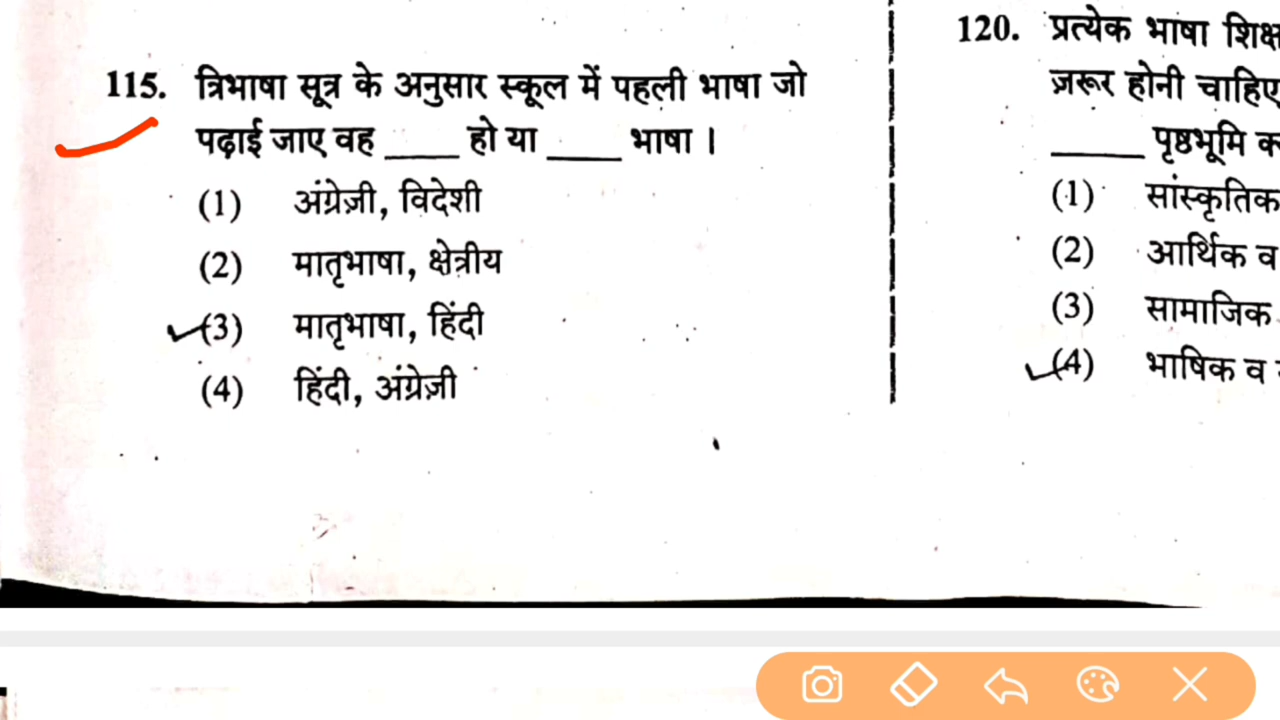 115. त्रिभाषा सूत्र के अनुसार स्कूल में पहली भाषा जो
पढ़ाई जाए वह ____ हो या ____ भाषा ।
(1) अंग्रेज़ी, विदेशी
(2) मातृभाषा, क्षेत्रीय
(3) मातृभाषा, हिंदी
(4) हिंदी, अंग्रेज़ी
120. प्रत्येक भाषा
ज़रूर होनी चाहिए
____ पृष्ठभूमि
(1) सांस्कृतिक
(2) आर्थिक व
(3) सामाजिक
(4) भाषिक व